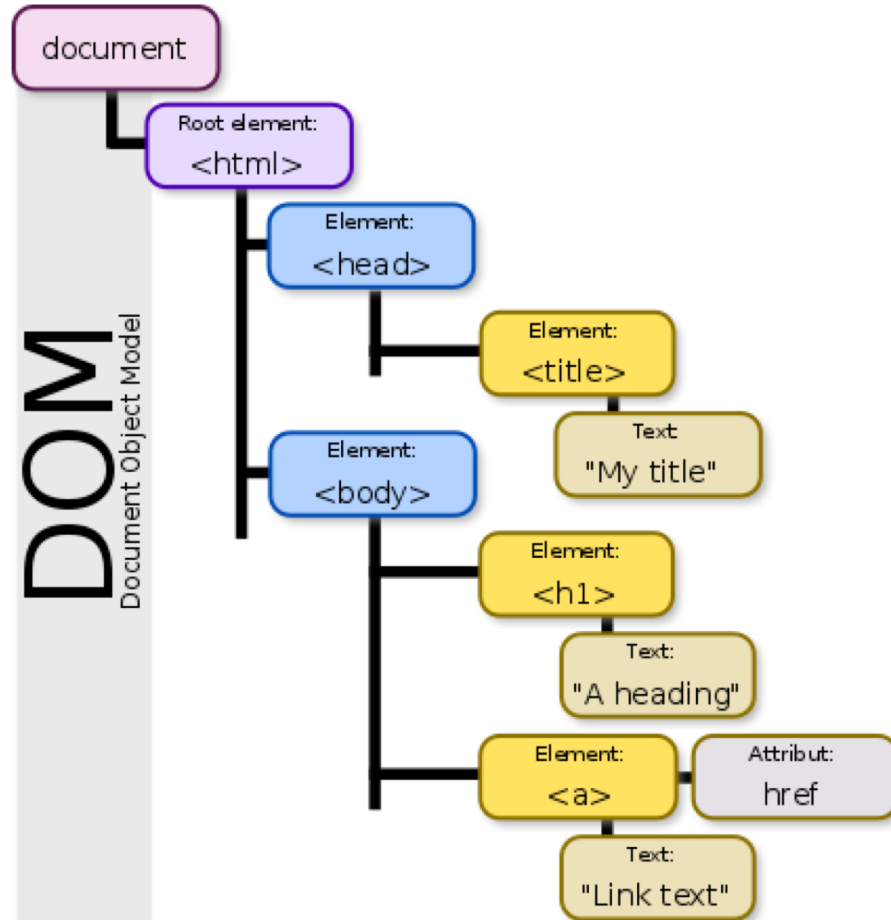 document
Root element:
<html>
Element:
<head>
Element:
<title>
Text
"My title"
Element:
<body>
Element:
<h1>
Text:
"A heading"
Element:
<a>
Attribut:
href
Text:
"Link text"
DOM
Document Object Model